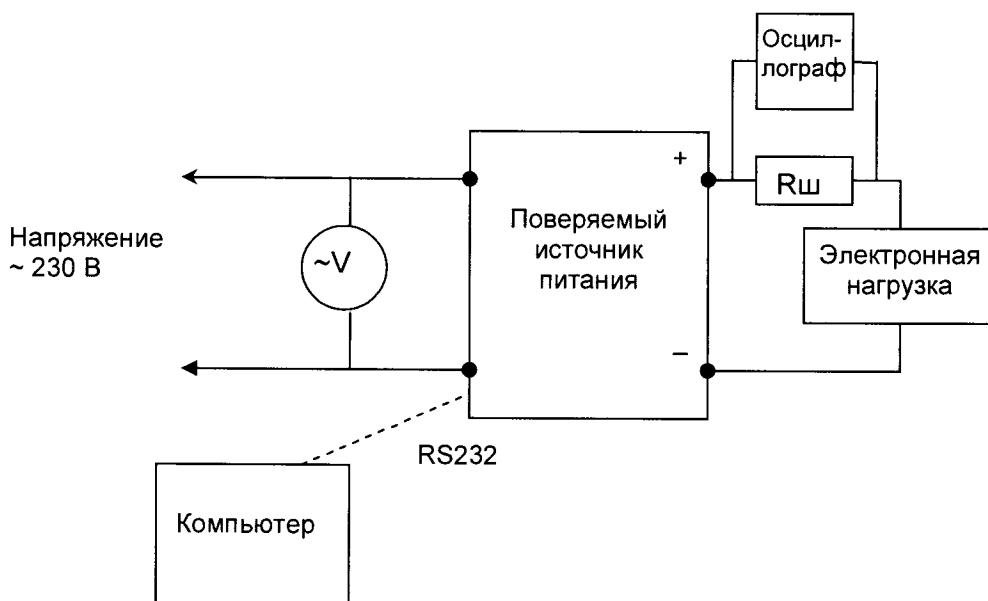 Осцил-
лограф
+
Rш
Напряжение
~ 230 В
~V
Поверяемый
источник
питания
Электронная
нагрузка
–
RS232
Компьютер